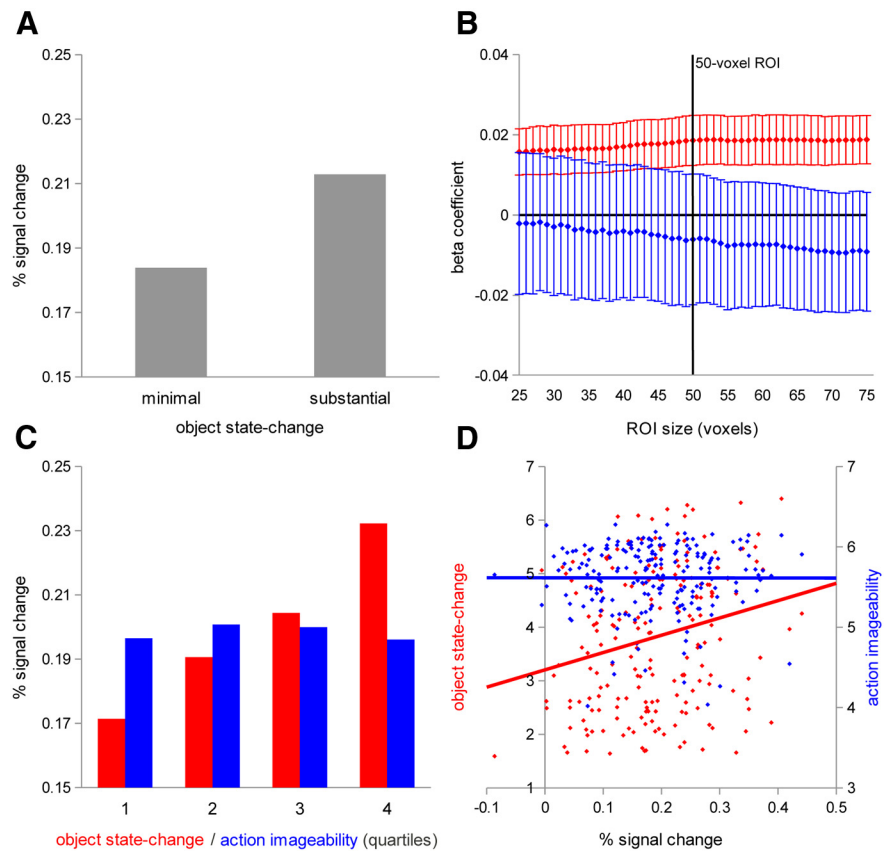 A
0.25
0.23
0.21
0.19
0.17
0.15
% signal change
minimal
substantial
object state-change
B
0.04
0.02
0
-0.02
-0.04
beta coefficient
50-voxel ROI
25 30 35 40 45 50 55 60 65 70 75
ROI size (voxels)
C
0.25
0.23
0.21
0.19
0.17
0.15
% signal change
1 2 3 4
object state-change / action imageability (quartiles)
D
7
6
5
4
3
2
1
object state-change
7
6
5
4
3
action imageability
-0.1 0 0.1 0.2 0.3 0.4 0.5
% signal change